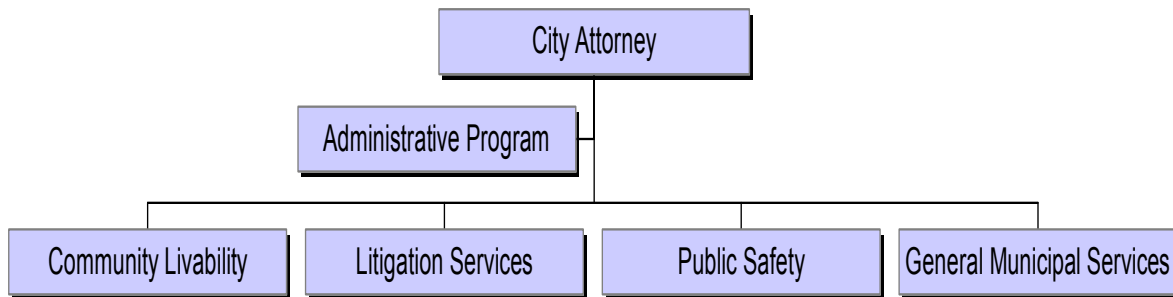 City Attorney
Administrative Program
Community Livability
Litigation Services
Public Safety
General Municipal Services